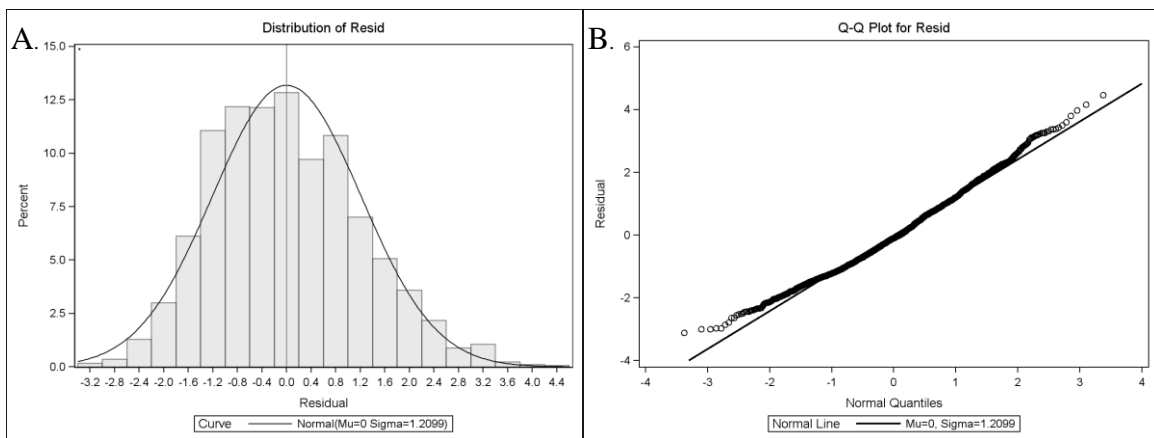 A.
Distribution of Resid
15.0
12.5
10.0
7.5
5.0
2.5
0.0
Percent
-3.2 -2.8 -2.4 -2.0 -1.6 -1.2 -0.8 -0.4 0.0 0.4 0.8 1.2 1.6 2.0 2.4 2.8 3.2 3.6 4.0 4.4
Residual
Curve Normal(Mu=0 Sigma=1.2099)
B.
Q-Q Plot for Resid
6
4
2
0
-2
-4
Residual
-4 -3 -2 -1 0 1 2 3 4
Normal Quantiles
Normal Line Mu=0, Sigma=1.2099